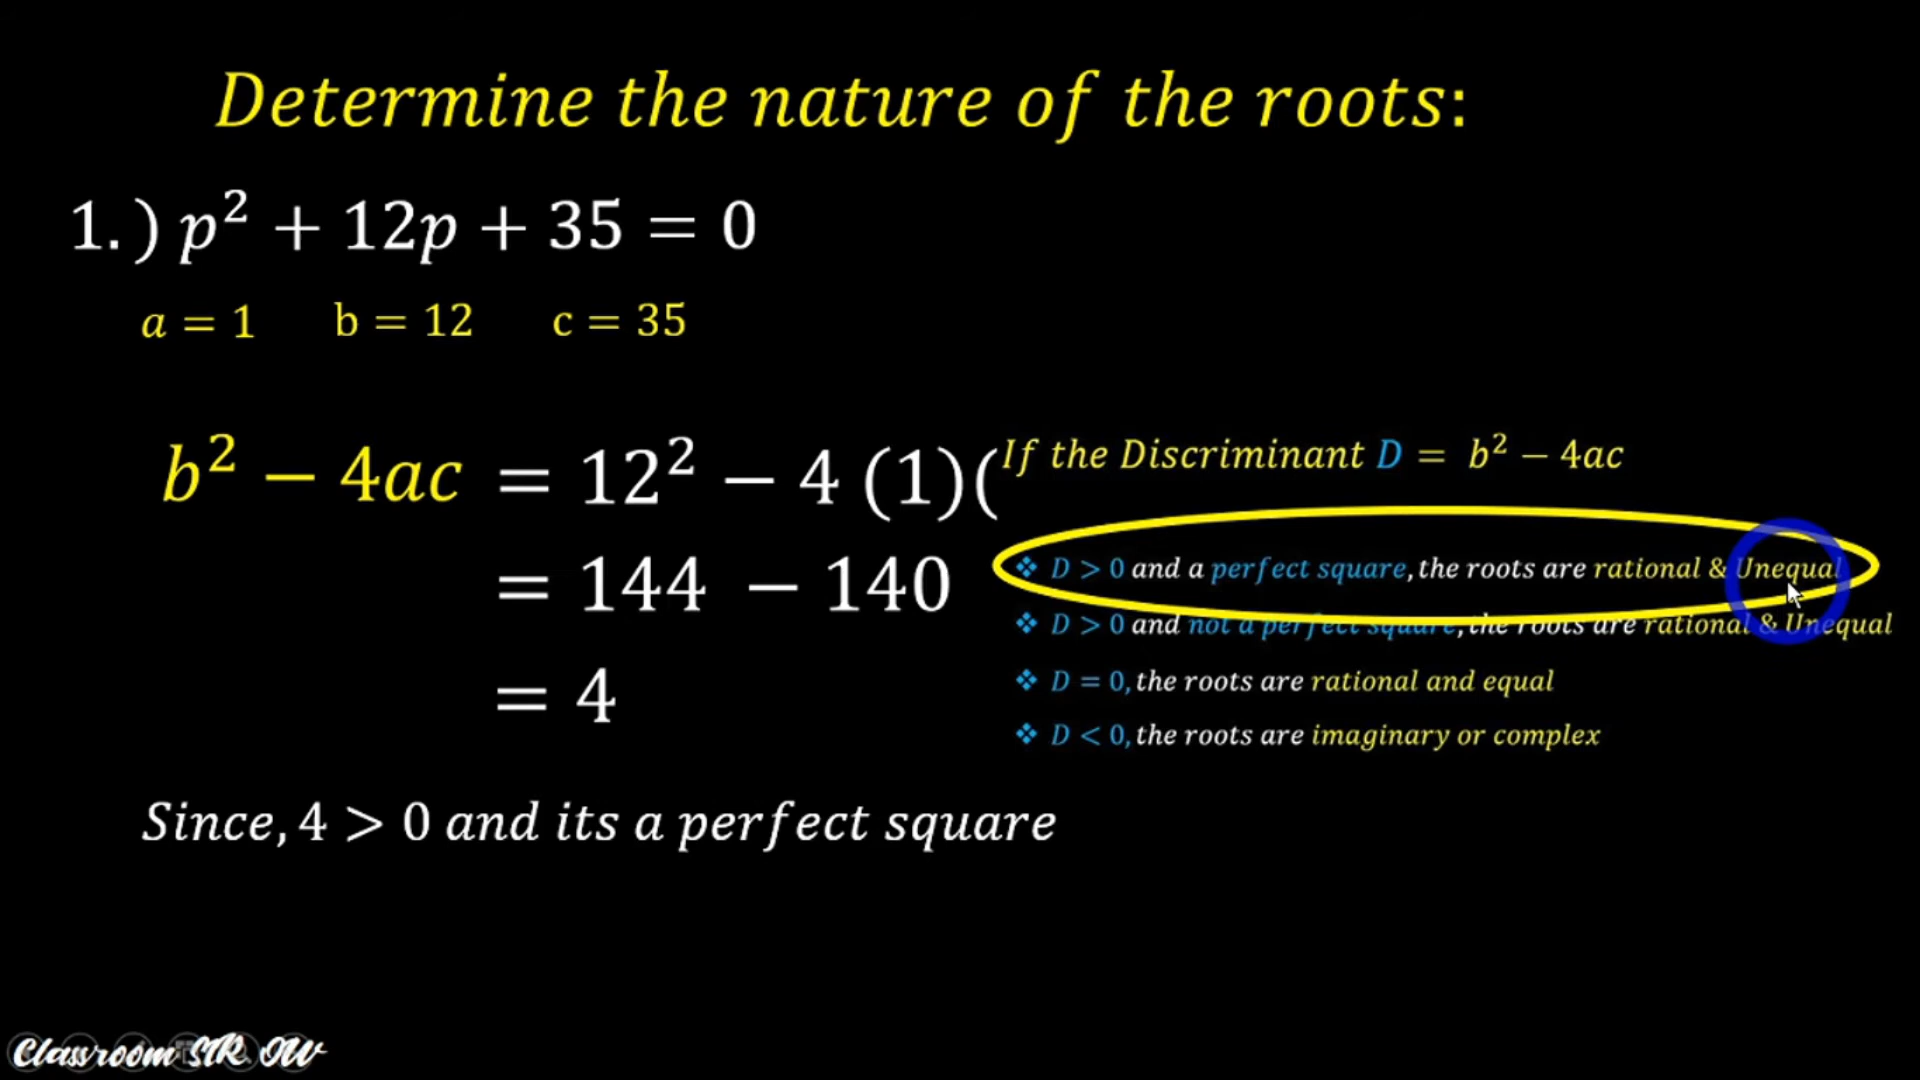 Determine the nature of the roots:
1.) p² + 12p + 35 = 0
a = 1 b = 12 c = 35
b² − 4ac = 12² − 4 (1)(
= 144 − 140
= 4
If the Discriminant D = b² − 4ac
❖ D > 0 and a perfect square, the roots are rational & Unequal
❖ D > 0 and not a perfect square, the roots are rational & Unequal
❖ D = 0, the roots are rational and equal
❖ D < 0, the roots are imaginary or complex
Since, 4 > 0 and its a perfect square
Classroom SIR JW